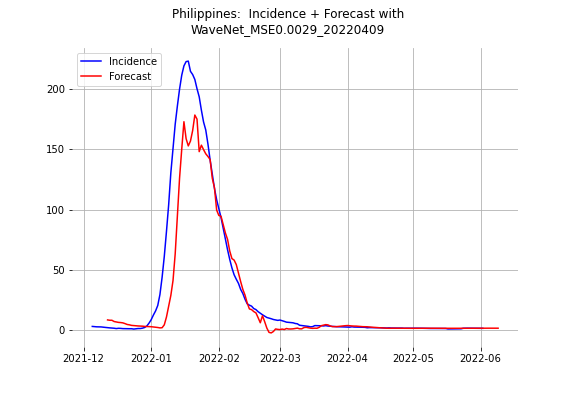 Philippines:  Incidence + Forecast with
WaveNet_MSE0.0029_20220409
Incidence
Forecast
200
150
100
50
0
2021-12 2022-01 2022-02 2022-03 2022-04 2022-05 2022-06